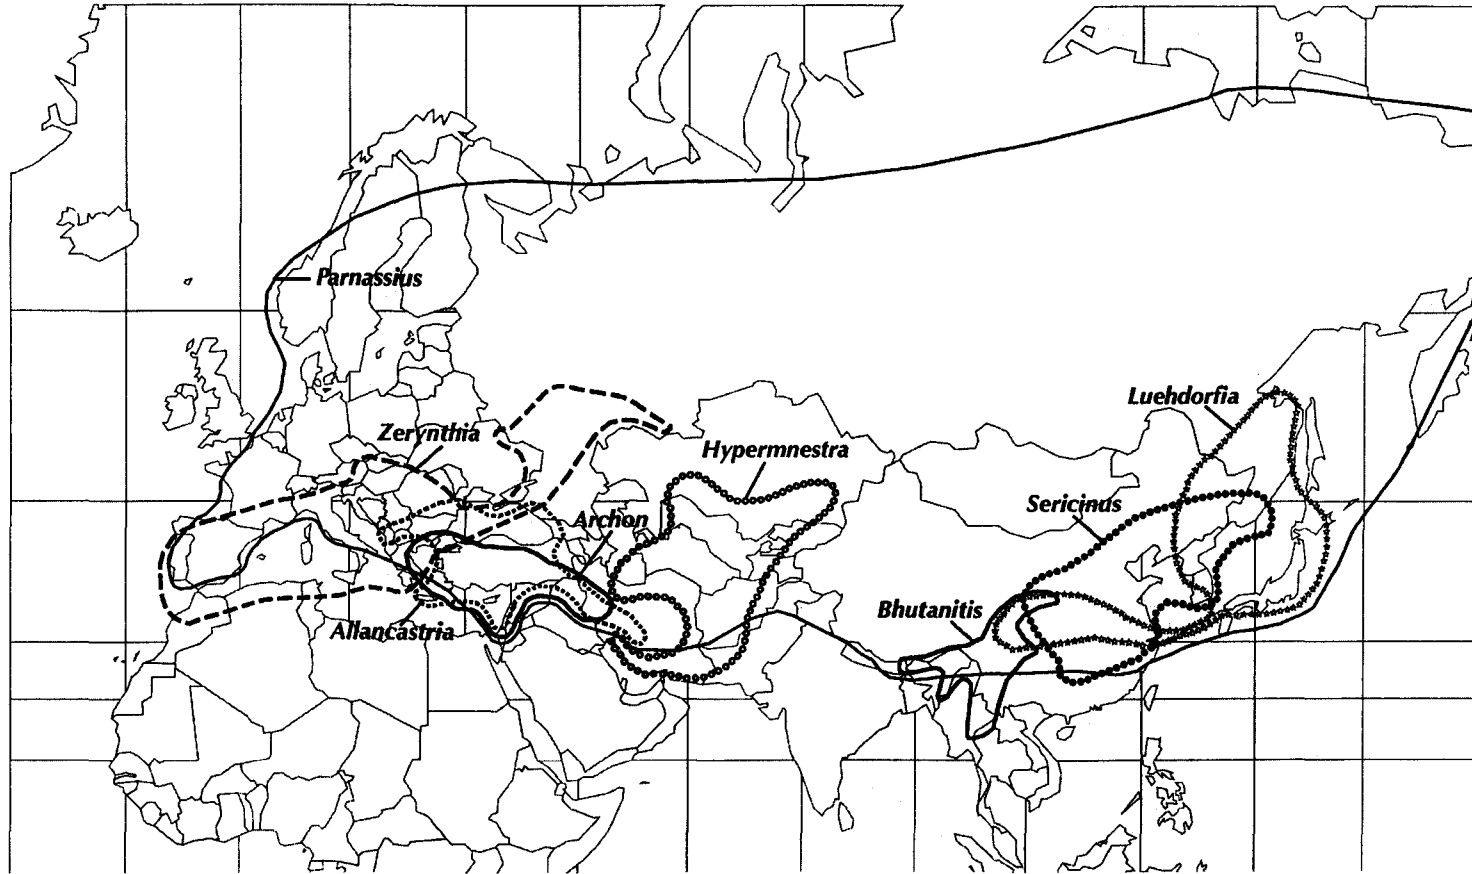 Parnassius
Luehdorfia
Zerynthia
Hypermnestra
Sericinus
Archon
Bhutanitis
Allancastria